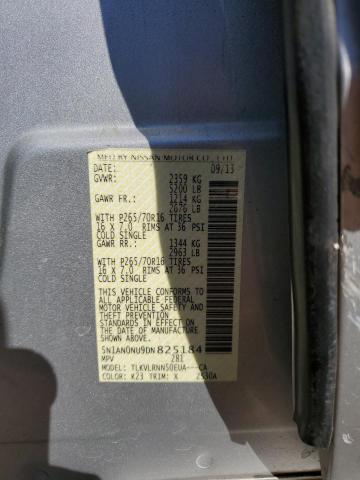 MFD BY NISSAN MOTOR CO., LTD.
DATE: 09/13
GVWR: 2359 KG
5200 LB
GAWR FR.: 1214 KG
2676 LB
WITH P265/70R16 TIRES
16 X 7.0 RIMS AT 36 PSI
COLD SINGLE
GAWR RR.: 1344 KG
2963 LB
WITH P265/70R16 TIRES
16 X 7.0 RIMS AT 36 PSI
COLD SINGLE
THIS VEHICLE CONFORMS
TO ALL APPLICABLE FEDERAL
MOTOR VEHICLE SAFETY AND
THEFT PREVENTION
STANDARDS IN EFFECT
ON THE DATE OF MANUFACTURE
SHOWN ABOVE.
5N1AN0NU9DN825184
MPV 281
MODEL: TLKVLRNN50EUA---CA
COLOR: K23 TRIM: X 2530A